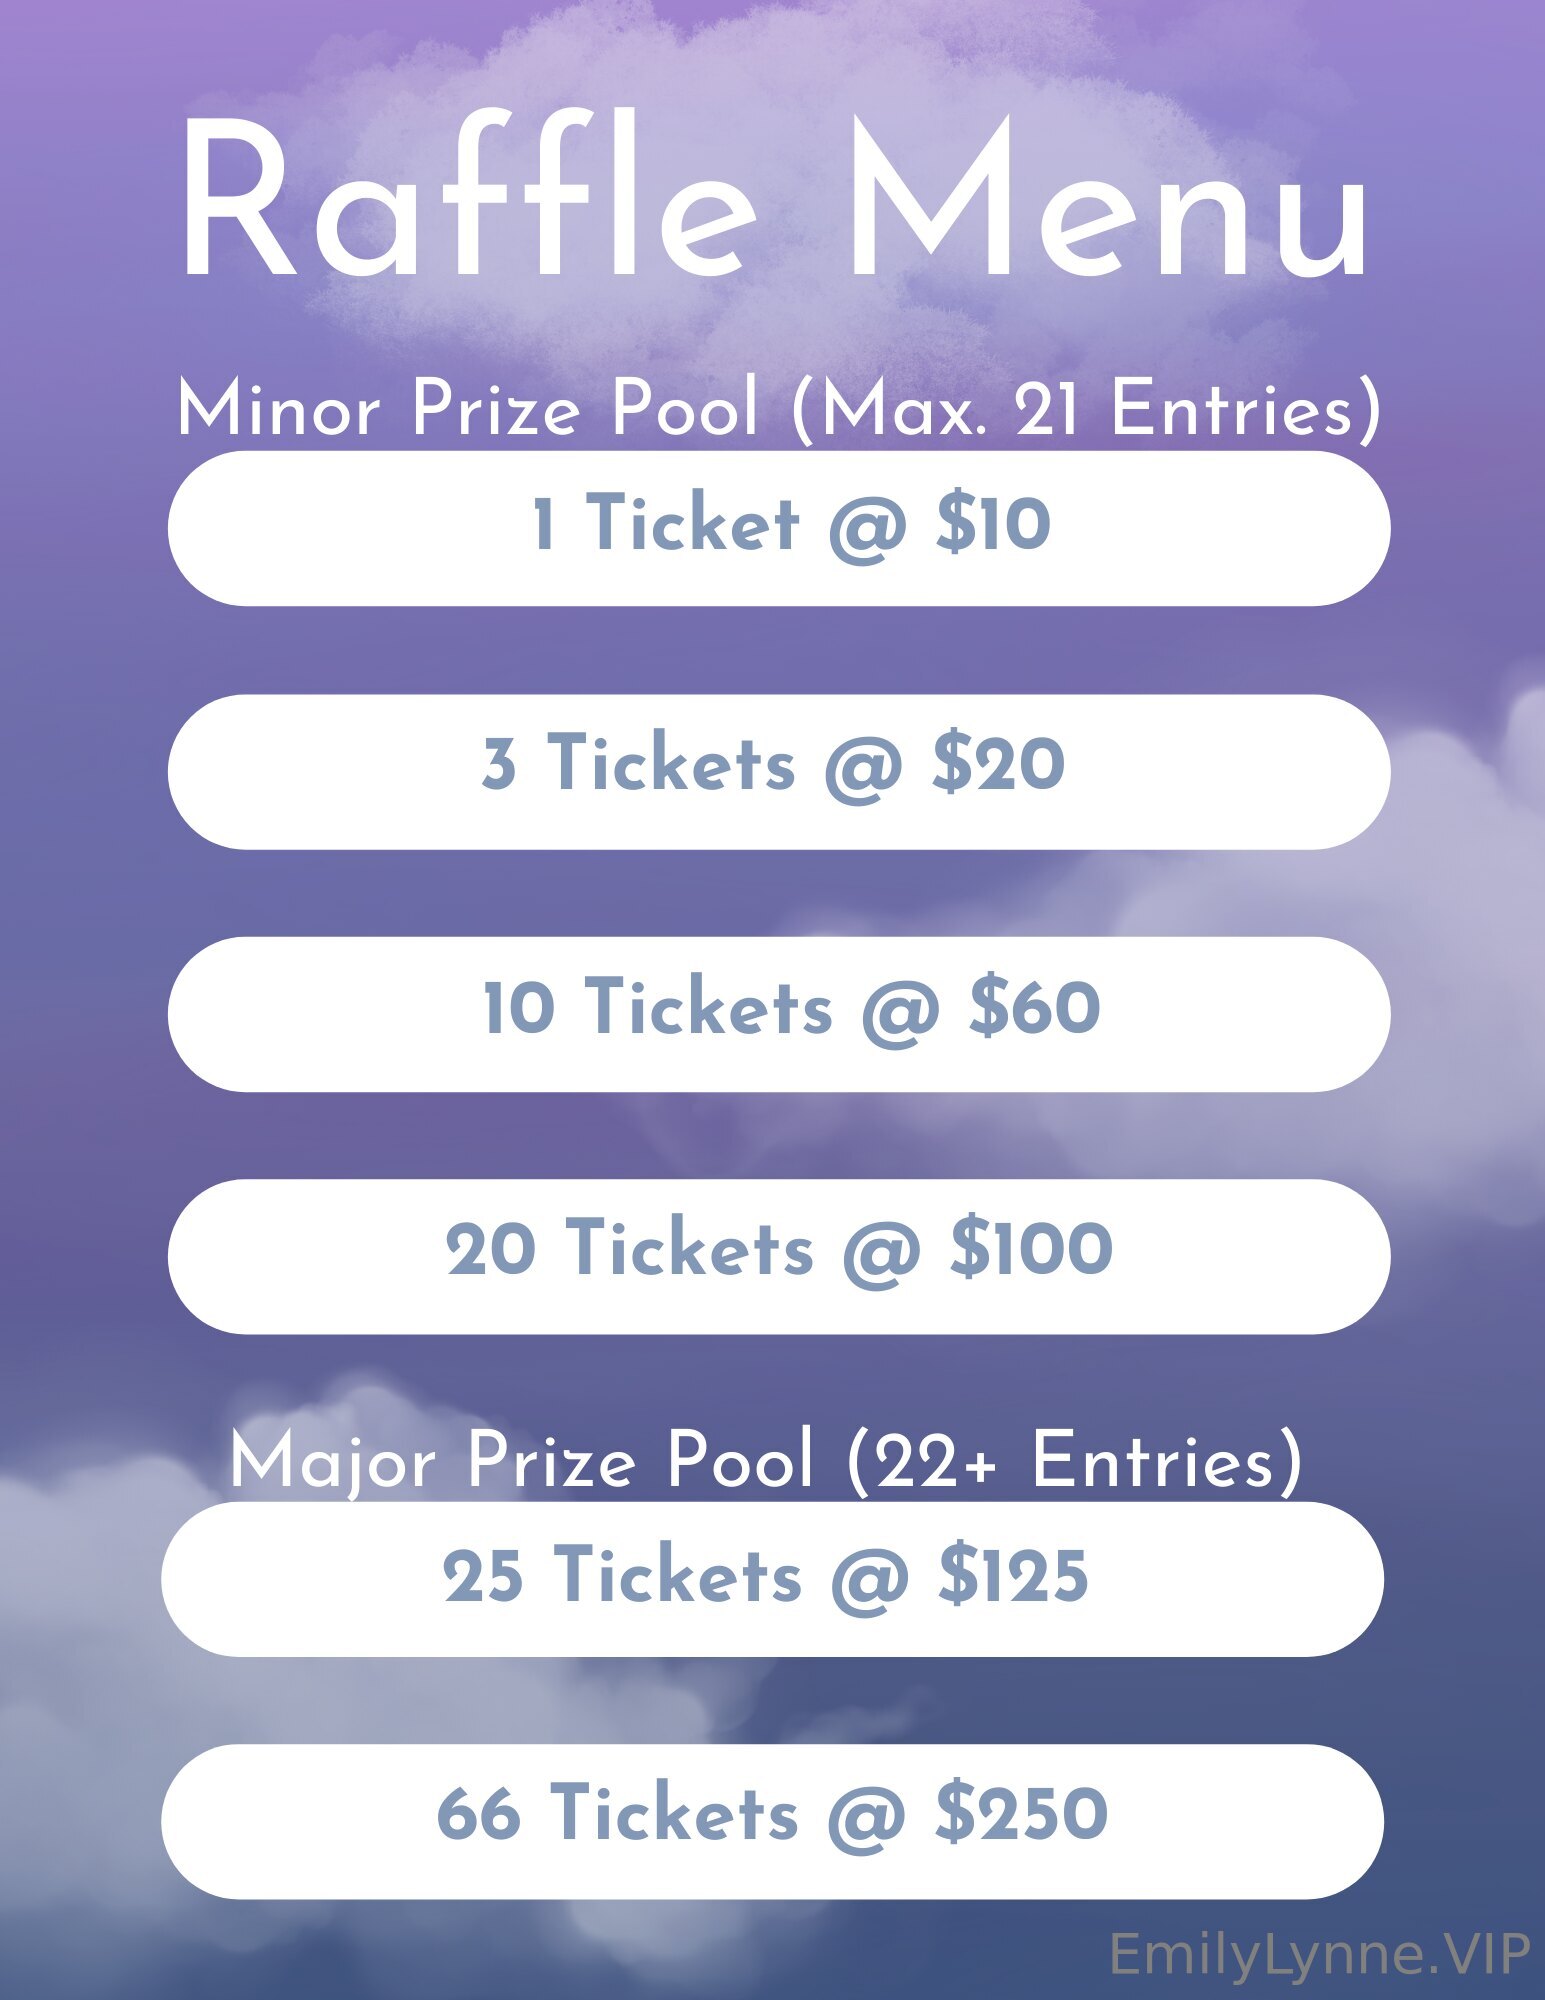 Raffle Menu
Minor Prize Pool (Max. 21 Entries)
1 Ticket @ $10
3 Tickets @ $20
10 Tickets @ $60
20 Tickets @ $100
Major Prize Pool (22+ Entries)
25 Tickets @ $125
66 Tickets @ $250
EmilyLynne.VIP